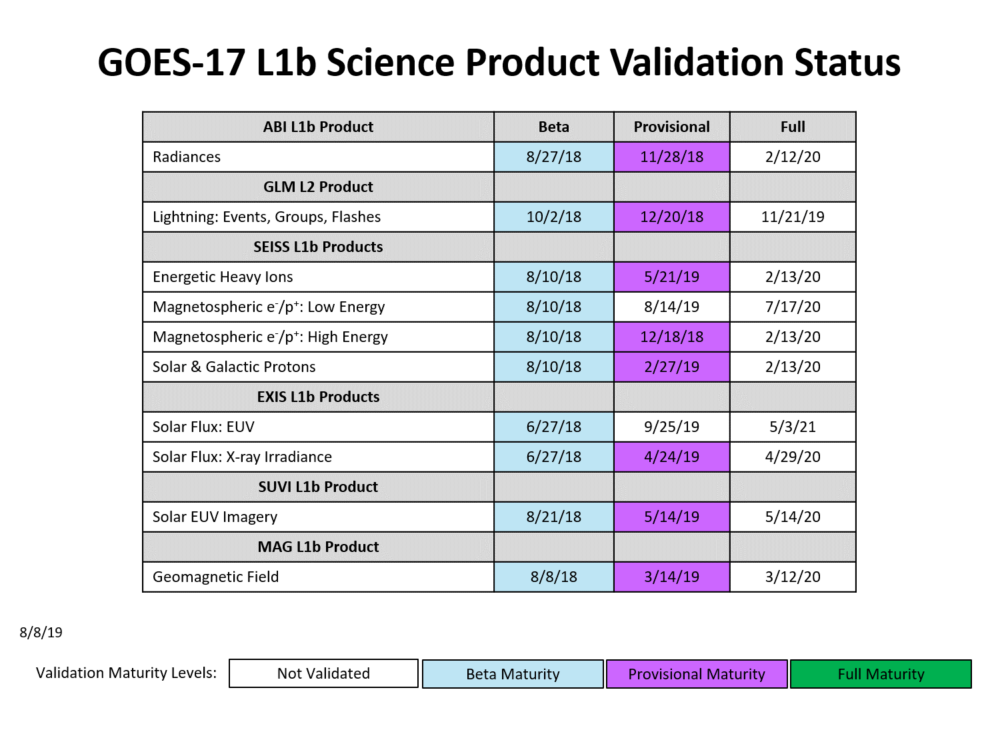 GOES-17 L1b Science Product Validation Status
ABI L1b Product Beta Provisional Full
Radiances 8/27/18 11/28/18 2/12/20
GLM L2 Product
Lightning: Events, Groups, Flashes 10/2/18 12/20/18 11/21/19
SEISS L1b Products
Energetic Heavy Ions 8/10/18 5/21/19 2/13/20
Magnetospheric e⁻/p⁺: Low Energy 8/10/18 8/14/19 7/17/20
Magnetospheric e⁻/p⁺: High Energy 8/10/18 12/18/18 2/13/20
Solar & Galactic Protons 8/10/18 2/27/19 2/13/20
EXIS L1b Products
Solar Flux: EUV 6/27/18 9/25/19 5/3/21
Solar Flux: X-ray Irradiance 6/27/18 4/24/19 4/29/20
SUVI L1b Product
Solar EUV Imagery 8/21/18 5/14/19 5/14/20
MAG L1b Product
Geomagnetic Field 8/8/18 3/14/19 3/12/20
8/8/19
Validation Maturity Levels: Not Validated Beta Maturity Provisional Maturity Full Maturity